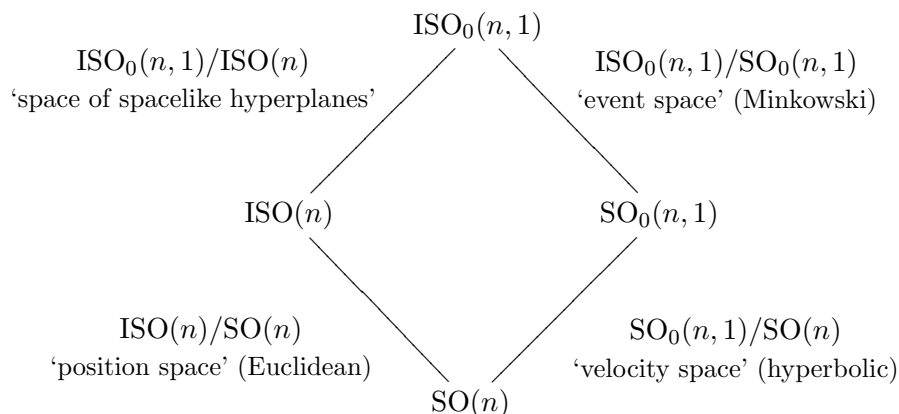 ISO₀(n, 1)
ISO₀(n, 1)/ISO(n)
‘space of spacelike hyperplanes’
ISO₀(n, 1)/SO₀(n, 1)
‘event space’ (Minkowski)
ISO(n)
SO₀(n, 1)
ISO(n)/SO(n)
‘position space’ (Euclidean)
SO₀(n, 1)/SO(n)
‘velocity space’ (hyperbolic)
SO(n)